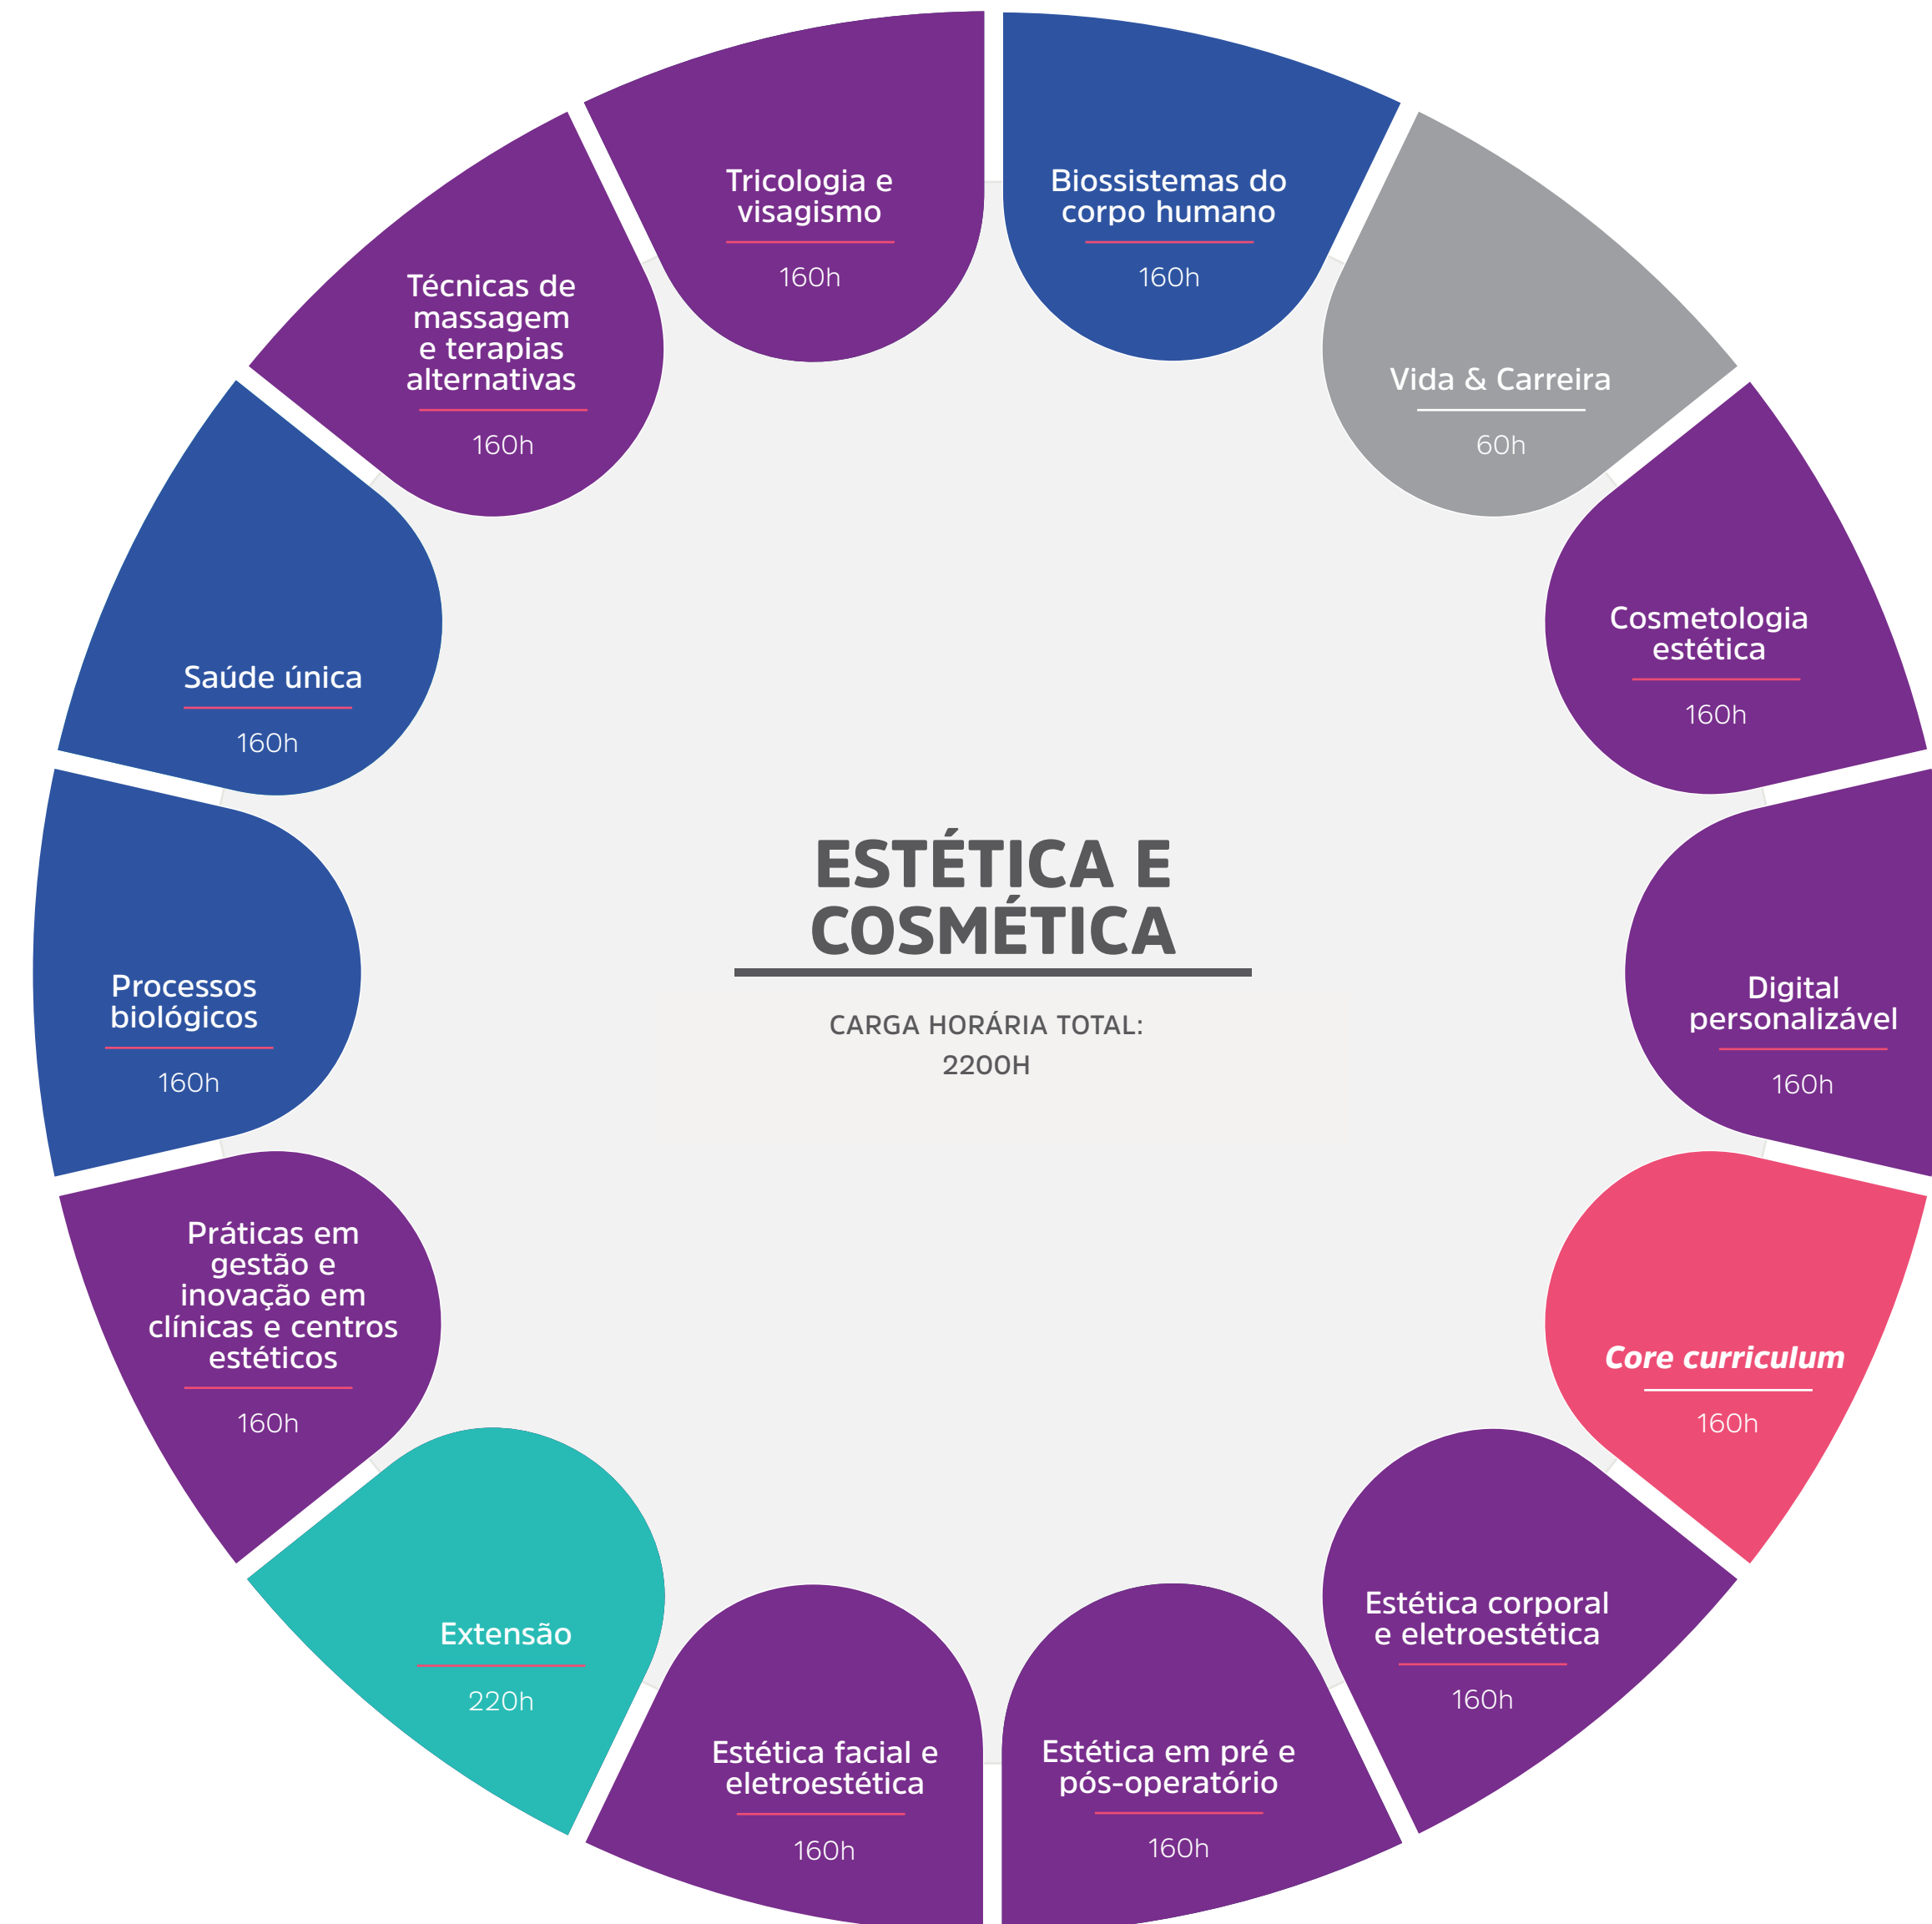 ESTÉTICA E
COSMÉTICA
CARGA HORÁRIA TOTAL:
2200H
Biossistemas do
corpo humano
160h
Vida & Carreira
60h
Cosmetologia
estética
160h
Digital
personalizável
160h
Core curriculum
160h
Estética corporal
e eletroestética
160h
Estética em pré e
pós-operatório
160h
Estética facial e
eletroestética
160h
Extensão
220h
Práticas em
gestão e
inovação em
clínicas e centros
estéticos
160h
Processos
biológicos
160h
Saúde única
160h
Técnicas de
massagem
e terapias
alternativas
160h
Tricologia e
visagismo
160h